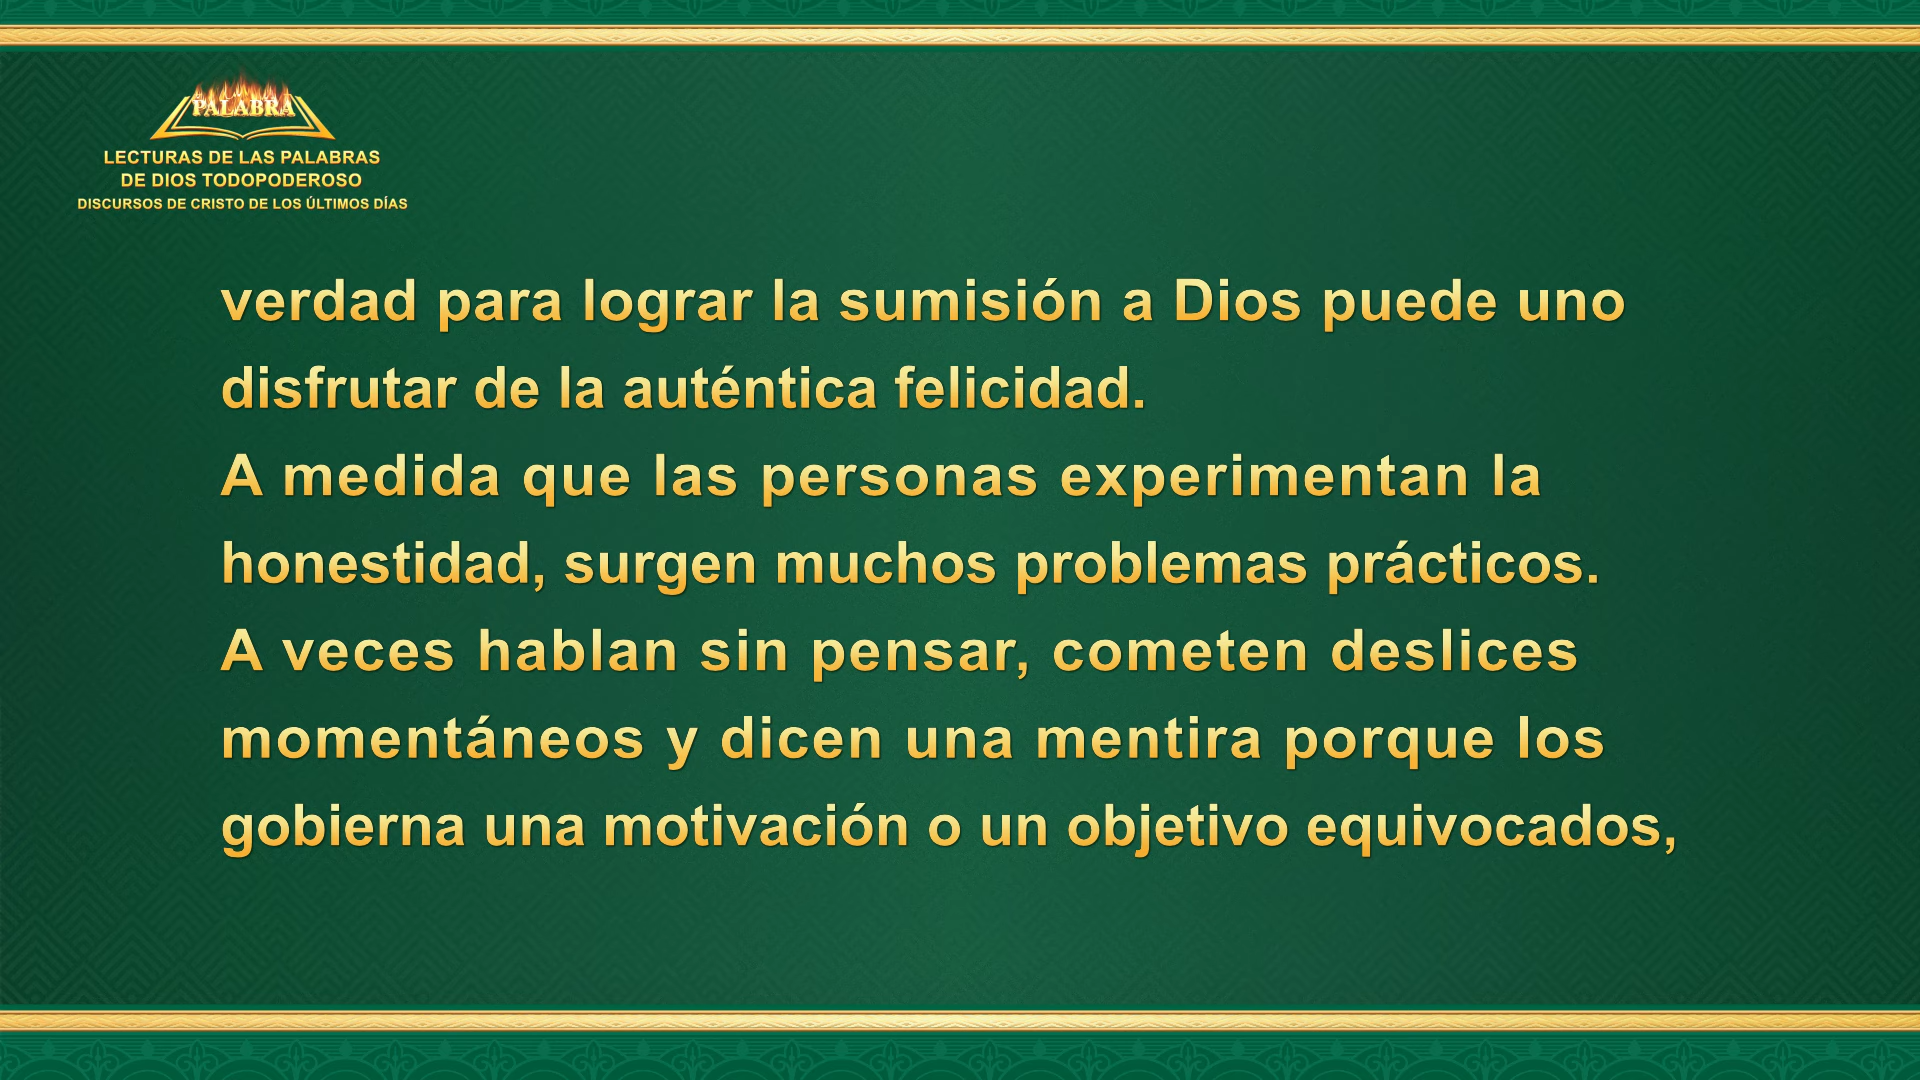 PALABRA
LECTURAS DE LAS PALABRAS
DE DIOS TODOPODEROSO
DISCURSOS DE CRISTO DE LOS ÚLTIMOS DÍAS
verdad para lograr la sumisión a Dios puede uno
disfrutar de la auténtica felicidad.
A medida que las personas experimentan la
honestidad, surgen muchos problemas prácticos.
A veces hablan sin pensar, cometen deslices
momentáneos y dicen una mentira porque los
gobierna una motivación o un objetivo equivocados,